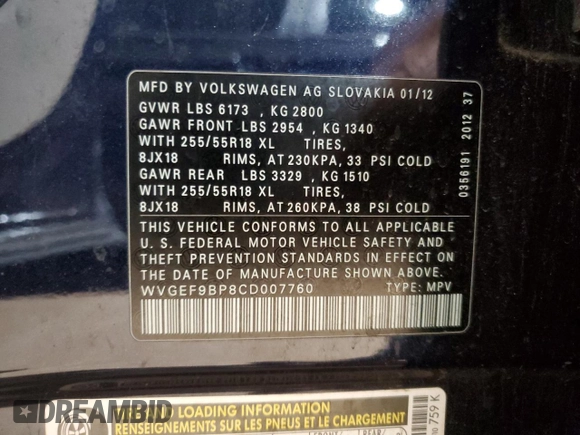 MFD BY VOLKSWAGEN AG SLOVAKIA 01/12
GVWR LBS 6173 , KG 2800
GAWR FRONT LBS 2954 , KG 1340
WITH 255/55R18 XL TIRES,
8JX18 RIMS, AT 230KPA, 33 PSI COLD
GAWR REAR LBS 3329 , KG 1510
WITH 255/55R18 XL TIRES,
8JX18 RIMS, AT 260KPA, 38 PSI COLD
THIS VEHICLE CONFORMS TO ALL APPLICABLE
U. S. FEDERAL MOTOR VEHICLE SAFETY AND
THEFT PREVENTION STANDARDS IN EFFECT
ON THE DATE OF MANUFACTURE SHOWN ABOVE.
WVGEF9BP8CD007760 TYPE: MPV
0356191 2012 37
LOADING INFORMATION
SUR LES PNEUS ET LE CHARGEMENT
759 K
DREAMBID